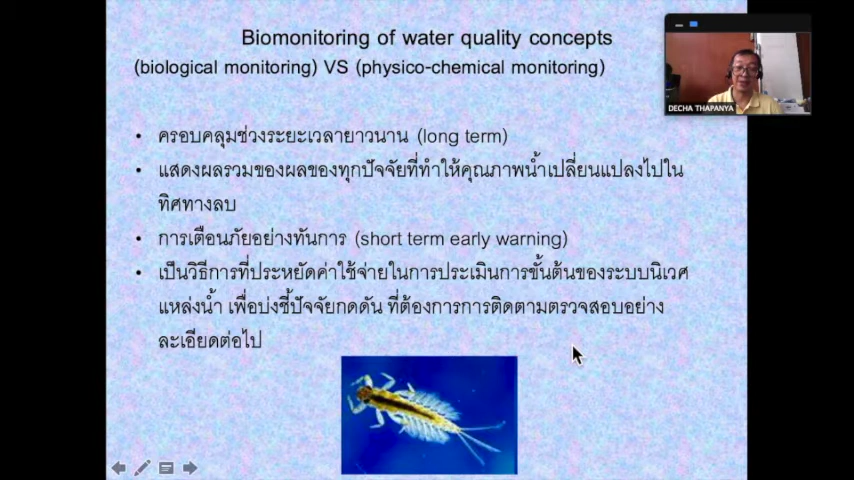 Biomonitoring of water quality concepts
(biological monitoring) VS (physico-chemical monitoring)
DECHA THAPANYA
• ครอบคลุมช่วงระยะเวลายาวนาน (long term)
• แสดงผลรวมของผลของทุกปัจจัยที่ทำให้คุณภาพน้ำเปลี่ยนแปลงไปใน
ทิศทางลบ
• การเตือนภัยอย่างทันการ (short term early warning)
• เป็นวิธีการที่ประหยัดค่าใช้จ่ายในการประเมินการขั้นต้นของระบบนิเวศ
แหล่งน้ำ เพื่อบ่งชี้ปัจจัยกดดัน ที่ต้องการการติดตามตรวจสอบอย่าง
ละเอียดต่อไป